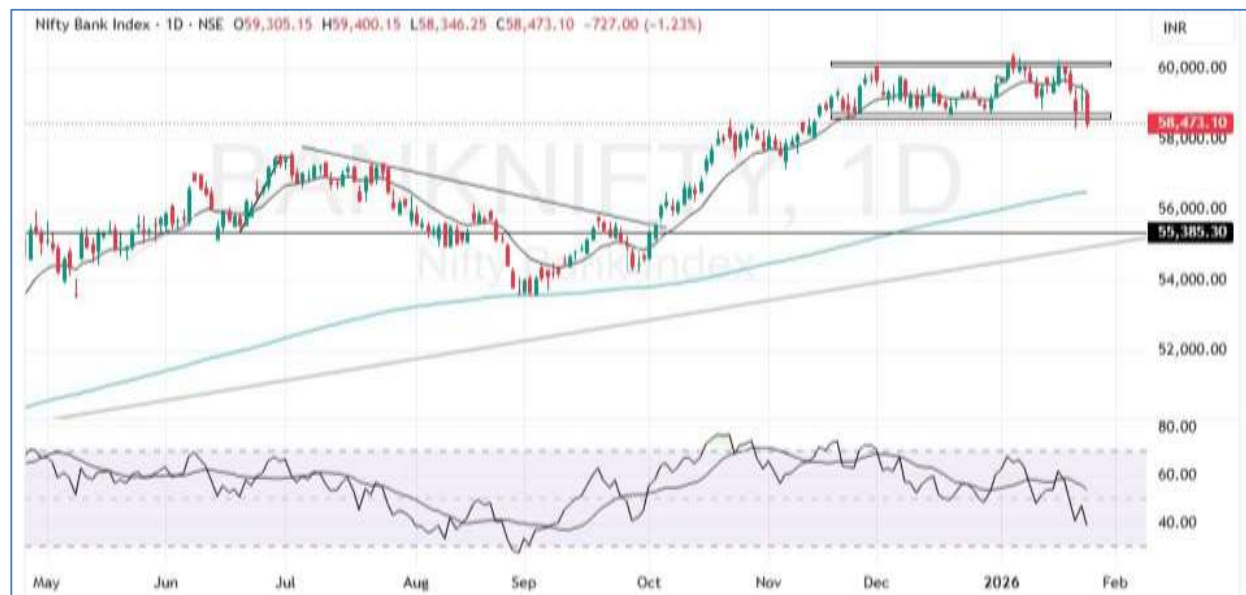 Nifty Bank Index · 1D · NSE O59,305.15 H59,400.15 L58,346.25 C58,473.10 −727.00 (−1.23%)
INR
60,000.00
58,473.10
58,000.00
BANKNIFTY, 1D
56,000.00
55,385.30
Nifty Bank Index
54,000.00
52,000.00
80.00
60.00
40.00
May Jun Jul Aug Sep Oct Nov Dec 2026 Feb